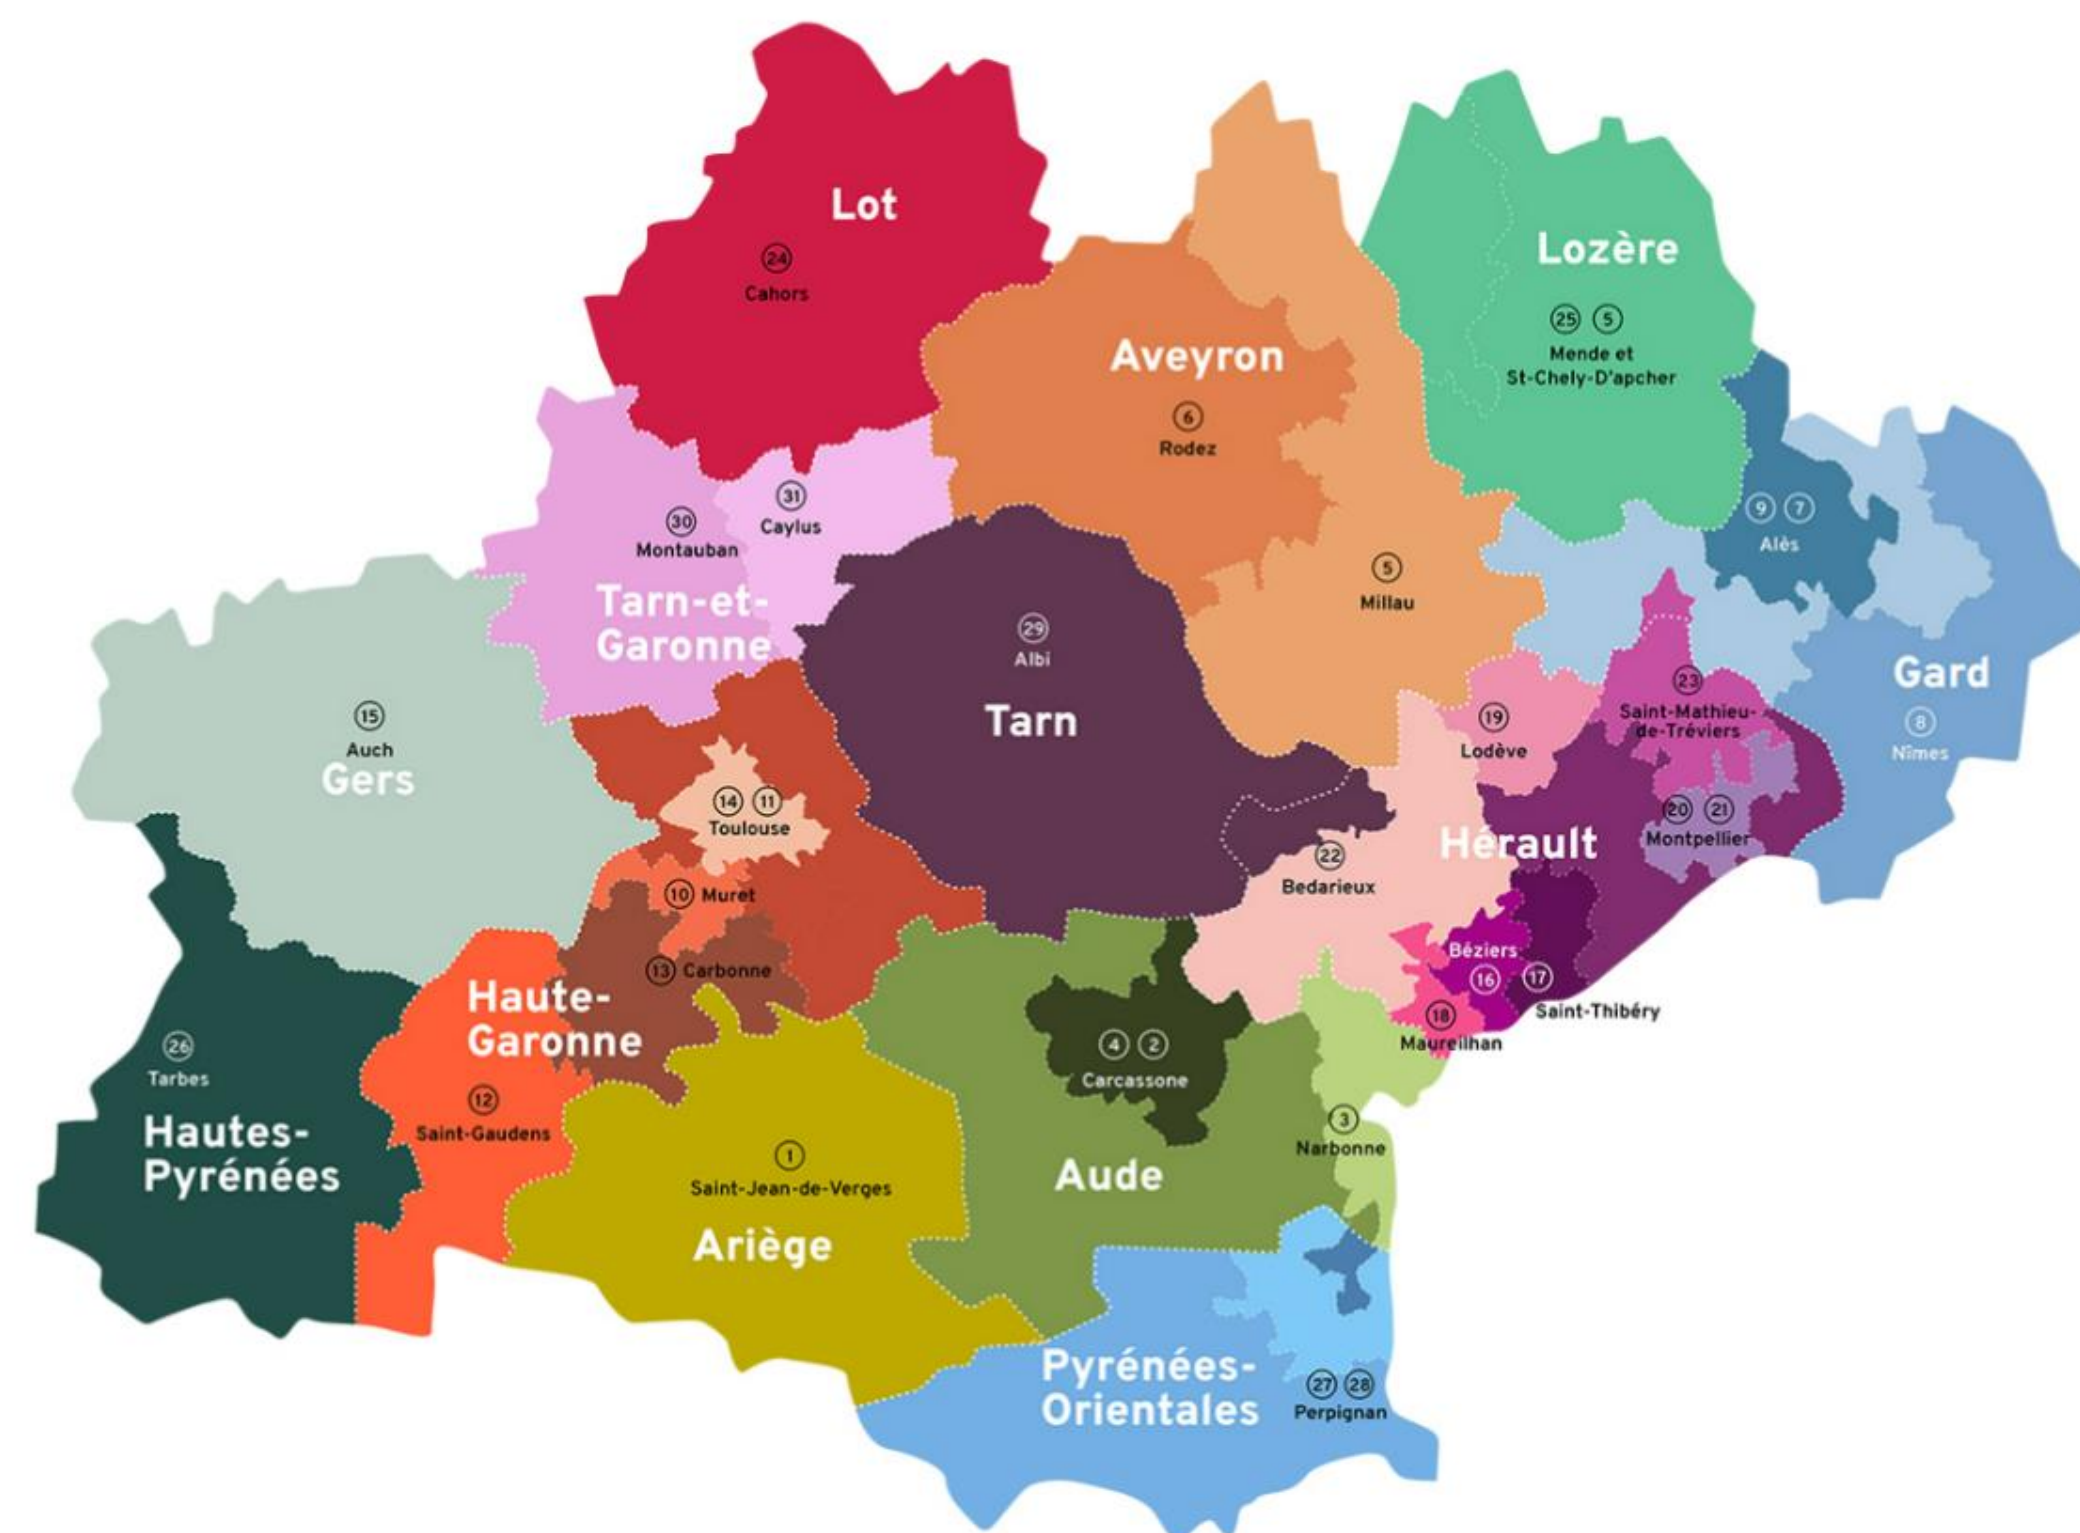 Lot
24
Cahors
Lozère
25 5
Mende et
St-Chely-D'apcher
Aveyron
6
Rodez
31
Caylus
30
Montauban
Tarn-et-
Garonne
9 7
Alès
5
Millau
29
Albi
Tarn
15
Auch
Gers
19
Lodève
23
Saint-Mathieu-
de-Tréviers
Gard
8
Nîmes
14 11
Toulouse
20 21
Montpellier
Hérault
22
Bedarieux
10 Muret
13 Carbonne
Béziers
16
17
Saint-Thibéry
18
Maureilhan
Haute-
Garonne
12
Saint-Gaudens
26
Tarbes
Hautes-
Pyrénées
4 2
Carcassone
3
Narbonne
1
Saint-Jean-de-Verges
Ariège
Aude
Pyrénées-
Orientales
27 28
Perpignan